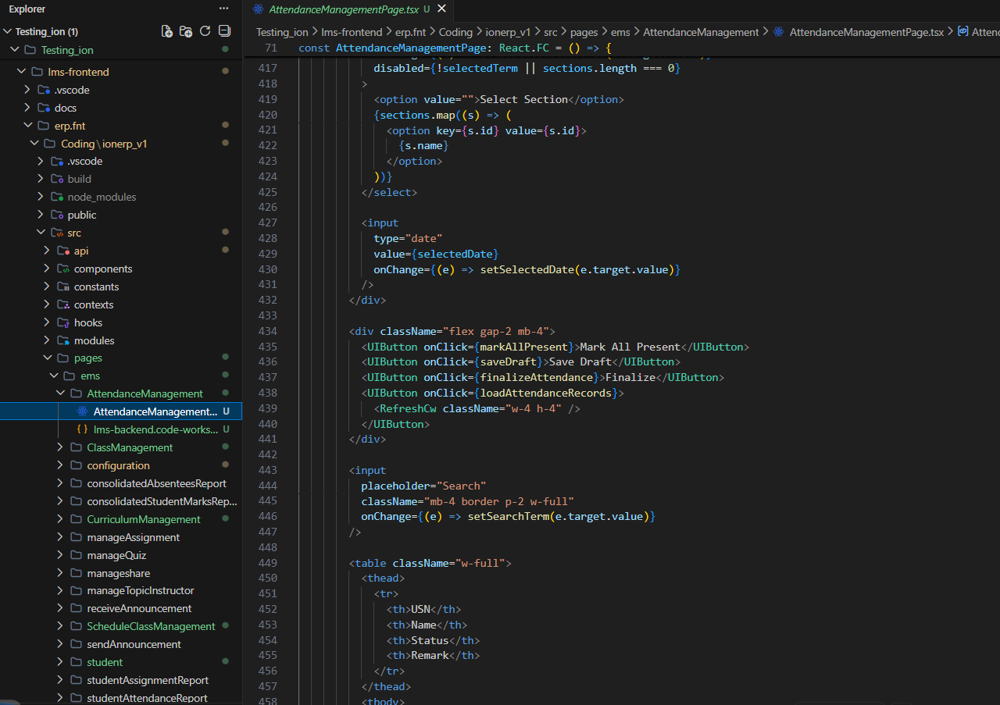 Explorer
Testing_ion (1)
Testing_ion
lms-frontend
.vscode
docs
erp.fnt
Coding\ionerp_v1
.vscode
build
node_modules
public
src
api
components
constants
contexts
hooks
modules
pages
ems
AttendanceManagement
AttendanceManagement... U
{ } lms-backend.code-works... U
ClassManagement
configuration
consolidatedAbsenteesReport
consolidatedStudentMarksRep...
CurriculumManagement
manageAssignment
manageQuiz
manageshare
manageTopicInstructor
receiveAnnouncement
ScheduleClassManagement
sendAnnouncement
student
studentAssignmentReport
studentAttendanceReport
AttendanceManagementPage.tsx U
Testing_ion > lms-frontend > erp.fnt > Coding > ionerp_v1 > src > pages > ems > AttendanceManagement > AttendanceManagementPage.tsx > Atten
71 const AttendanceManagementPage: React.FC = () => {
417 disabled={!selectedTerm || sections.length === 0}
418 >
419 <option value="">Select Section</option>
420 {sections.map((s) => (
421 <option key={s.id} value={s.id}>
422 {s.name}
423 </option>
424 ))}
425 </select>
426
427 <input
428 type="date"
429 value={selectedDate}
430 onChange={(e) => setSelectedDate(e.target.value)}
431 />
432 </div>
433
434 <div className="flex gap-2 mb-4">
435 <UIButton onClick={markAllPresent}>Mark All Present</UIButton>
436 <UIButton onClick={saveDraft}>Save Draft</UIButton>
437 <UIButton onClick={finalizeAttendance}>Finalize</UIButton>
438 <UIButton onClick={loadAttendanceRecords}>
439 <RefreshCw className="w-4 h-4" />
440 </UIButton>
441 </div>
442
443 <input
444 placeholder="Search"
445 className="mb-4 border p-2 w-full"
446 onChange={(e) => setSearchTerm(e.target.value)}
447 />
448
449 <table className="w-full">
450 <thead>
451 <tr>
452 <th>USN</th>
453 <th>Name</th>
454 <th>Status</th>
455 <th>Remark</th>
456 </tr>
457 </thead>
458 <tbody>